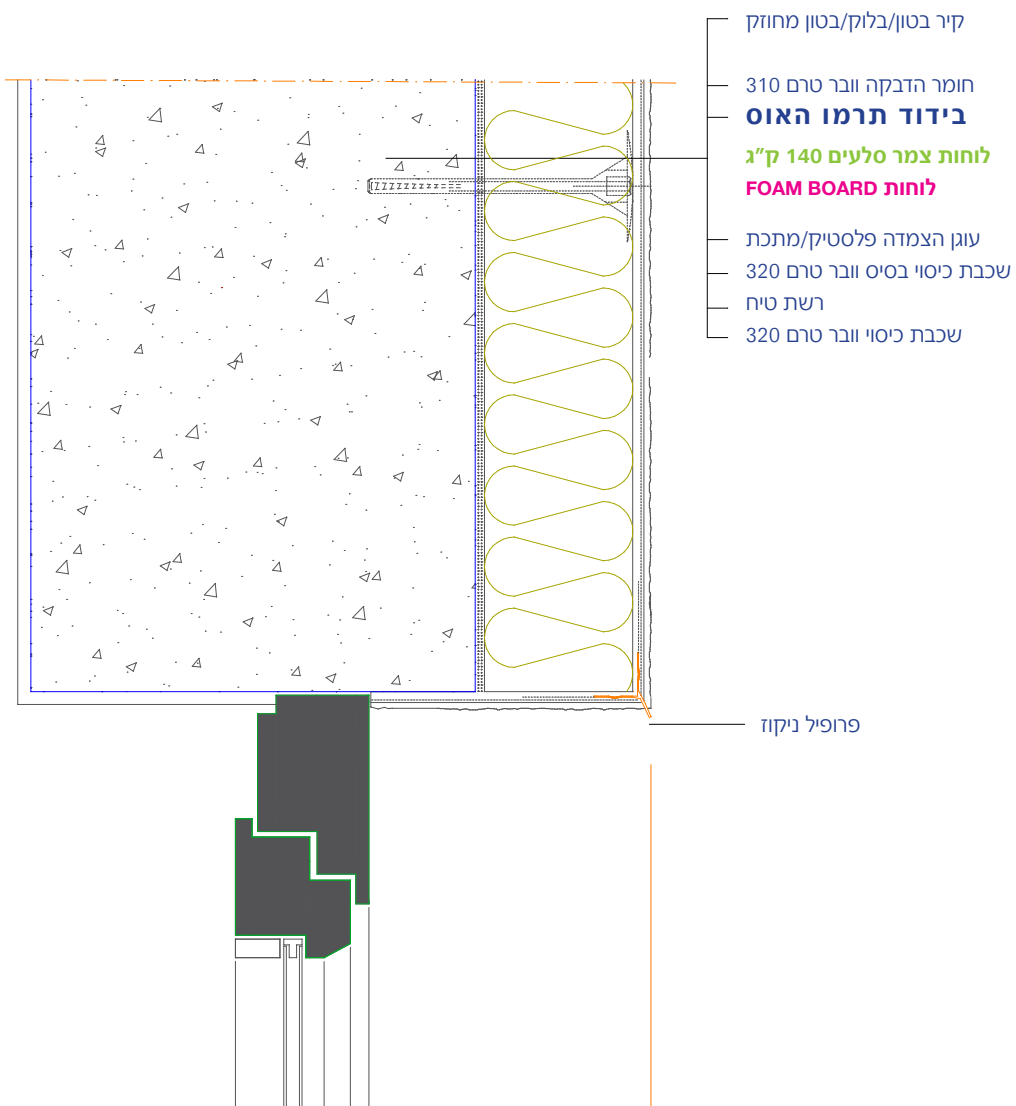 קיר בטון/בלוק/בטון מחוזק
חומר הדבקה וובר טרם 310
בידוד תרמו האוס
לוחות צמר סלעים 140 ק״ג
לוחות FOAM BOARD
עוגן הצמדה פלסטיק/מתכת
שכבת כיסוי בסיס וובר טרם 320
רשת טיח
שכבת כיסוי וובר טרם 320
פרופיל ניקוז